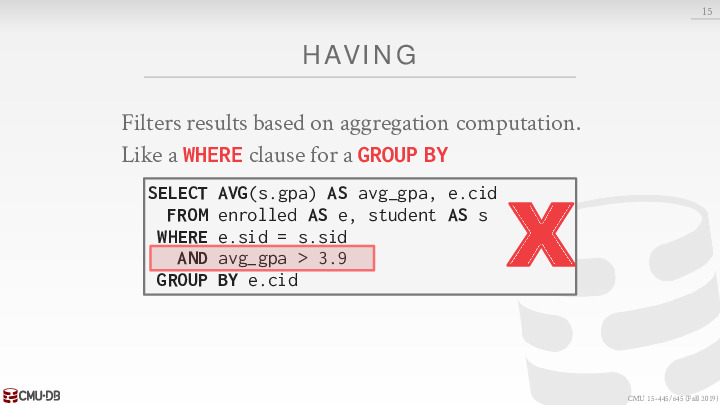 15
HAVING
Filters results based on aggregation computation.
Like a WHERE clause for a GROUP BY
SELECT AVG(s.gpa) AS avg_gpa, e.cid
FROM enrolled AS e, student AS s
WHERE e.sid = s.sid
AND avg_gpa > 3.9
GROUP BY e.cid
X
CMU·DB
CMU 15-445/645 (Fall 2019)